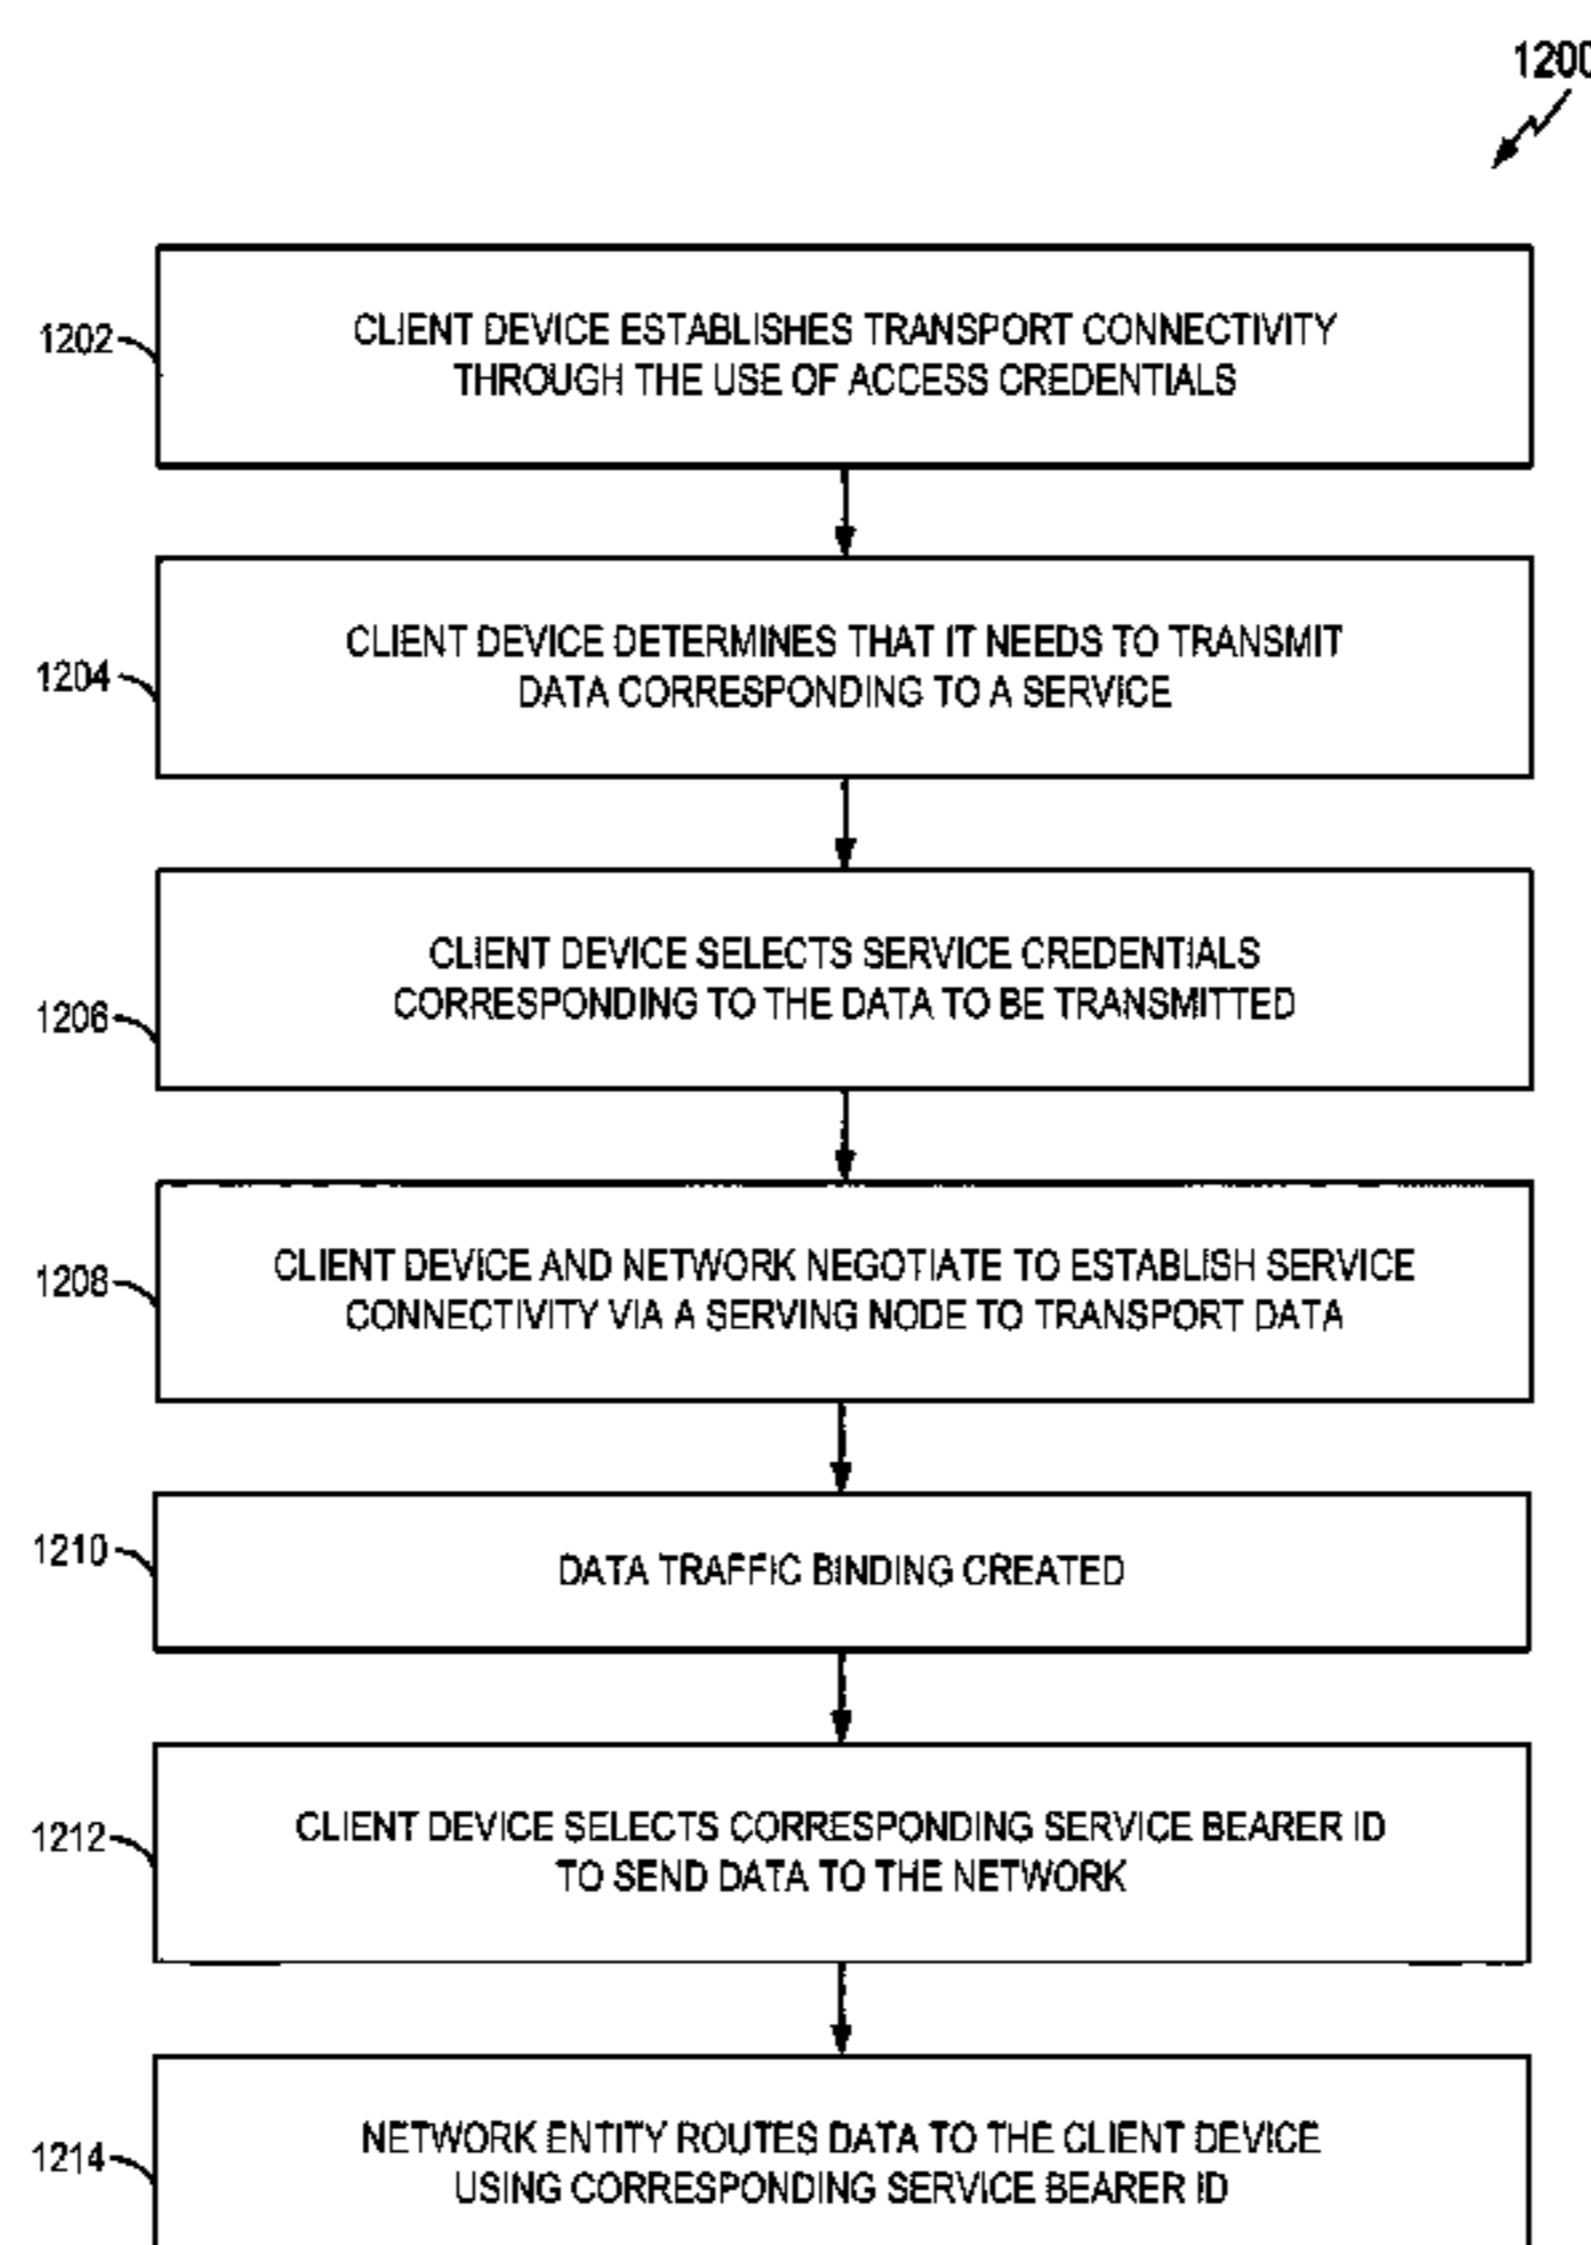 1200
1202
CLIENT DEVICE ESTABLISHES TRANSPORT CONNECTIVITY
THROUGH THE USE OF ACCESS CREDENTIALS
1204
CLIENT DEVICE DETERMINES THAT IT NEEDS TO TRANSMIT
DATA CORRESPONDING TO A SERVICE
1206
CLIENT DEVICE SELECTS SERVICE CREDENTIALS
CORRESPONDING TO THE DATA TO BE TRANSMITTED
1208
CLIENT DEVICE AND NETWORK NEGOTIATE TO ESTABLISH SERVICE
CONNECTIVITY VIA A SERVING NODE TO TRANSPORT DATA
1210
DATA TRAFFIC BINDING CREATED
1212
CLIENT DEVICE SELECTS CORRESPONDING SERVICE BEARER ID
TO SEND DATA TO THE NETWORK
1214
NETWORK ENTITY ROUTES DATA TO THE CLIENT DEVICE
USING CORRESPONDING SERVICE BEARER ID